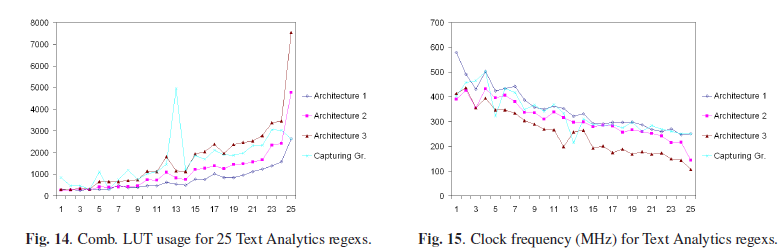 8000
7000
6000
5000
4000
3000
2000
1000
0
1 3 5 7 9 11 13 15 17 19 21 23 25
Architecture 1
Architecture 2
Architecture 3
Capturing Gr.
Fig. 14. Comb. LUT usage for 25 Text Analytics regexs.
700
600
500
400
300
200
100
0
1 3 5 7 9 11 13 15 17 19 21 23 25
Architecture 1
Architecture 2
Architecture 3
Capturing Gr.
Fig. 15. Clock frequency (MHz) for Text Analytics regexs.